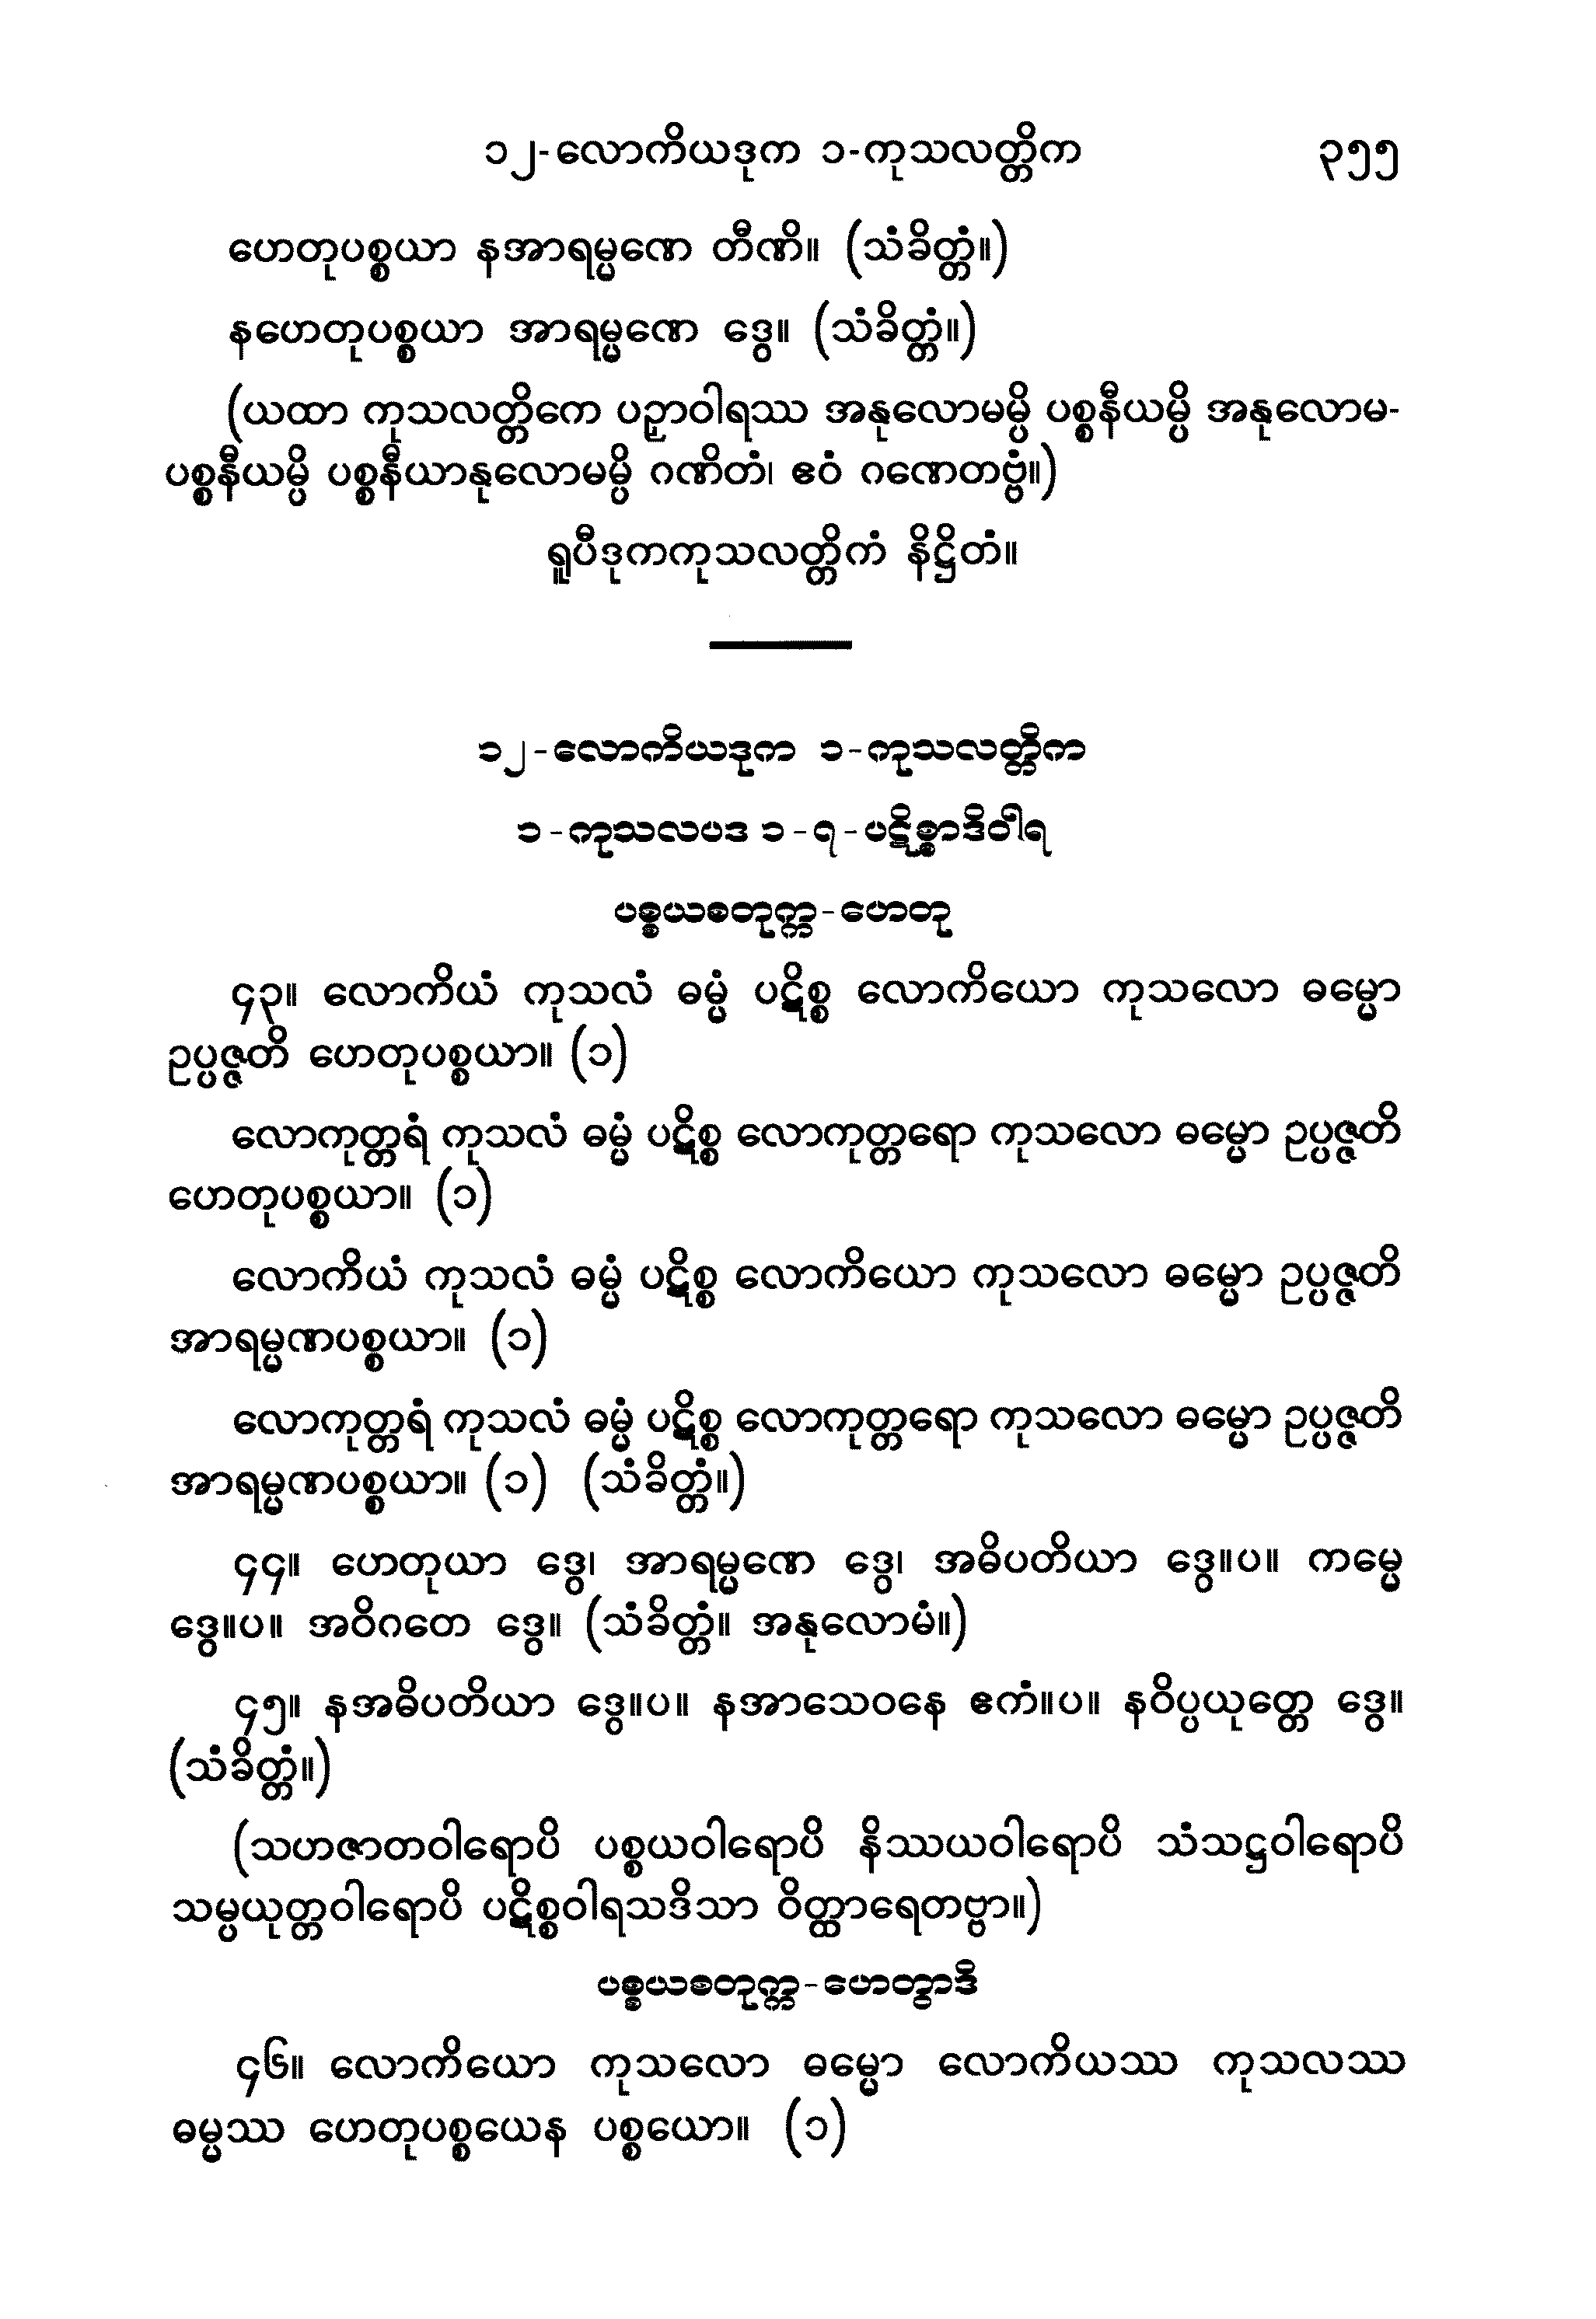 ၁၂-လောကိယဒုက ၁-ကုသလတ္တိက ၃၅၅
ဟေတုပစ္စယာ နအာရမ္မဏေ တီဏိ။ (သံခိတ္တံ။)
နဟေတုပစ္စယာ အာရမ္မဏေ ဒွေ။ (သံခိတ္တံ။)
(ယထာ ကုသလတ္တိကေ ပဉှာဝါရဿ အနုလောမမ္ပိ ပစ္စနီယမ္ပိ အနုလောမ-
ပစ္စနီယမ္ပိ ပစ္စနီယာနုလောမမ္ပိ ဂဏိတံ၊ ဧဝံ ဂဏေတဗ္ဗံ။)
ရူပီဒုကကုသလတ္တိကံ နိဋ္ဌိတံ။
၁၂-လောကိယဒုက ၁-ကုသလတ္တိက
၁-ကုသလပဒ ၁-၇-ပဋိစ္စာဒိဝါရ
ပစ္စယစတုက္က-ဟေတု
၄၃။ လောကိယံ ကုသလံ ဓမ္မံ ပဋိစ္စ လောကိယော ကုသလော ဓမ္မော
ဥပ္ပဇ္ဇတိ ဟေတုပစ္စယာ။ (၁)
လောကုတ္တရံ ကုသလံ ဓမ္မံ ပဋိစ္စ လောကုတ္တရော ကုသလော ဓမ္မော ဥပ္ပဇ္ဇတိ
ဟေတုပစ္စယာ။ (၁)
လောကိယံ ကုသလံ ဓမ္မံ ပဋိစ္စ လောကိယော ကုသလော ဓမ္မော ဥပ္ပဇ္ဇတိ
အာရမ္မဏပစ္စယာ။ (၁)
လောကုတ္တရံ ကုသလံ ဓမ္မံ ပဋိစ္စ လောကုတ္တရော ကုသလော ဓမ္မော ဥပ္ပဇ္ဇတိ
အာရမ္မဏပစ္စယာ။ (၁) (သံခိတ္တံ။)
၄၄။ ဟေတုယာ ဒွေ၊ အာရမ္မဏေ ဒွေ၊ အဓိပတိယာ ဒွေ။ပ။ ကမ္မေ
ဒွေ။ပ။ အဝိဂတေ ဒွေ။ (သံခိတ္တံ။ အနုလောမံ။)
၄၅။ နအဓိပတိယာ ဒွေ။ပ။ နအာသေဝနေ ဧကံ။ပ။ နဝိပ္ပယုတ္တေ ဒွေ။
(သံခိတ္တံ။)
(သဟဇာတဝါရောပိ ပစ္စယဝါရောပိ နိဿယဝါရောပိ သံသဋ္ဌဝါရောပိ
သမ္ပယုတ္တဝါရောပိ ပဋိစ္စဝါရသဒိသာ ဝိတ္ထာရေတဗ္ဗာ။)
ပစ္စယစတုက္က-ဟေတွာဒိ
၄၆။ လောကိယော ကုသလော ဓမ္မော လောကိယဿ ကုသလဿ
ဓမ္မဿ ဟေတုပစ္စယေန ပစ္စယော။ (၁)